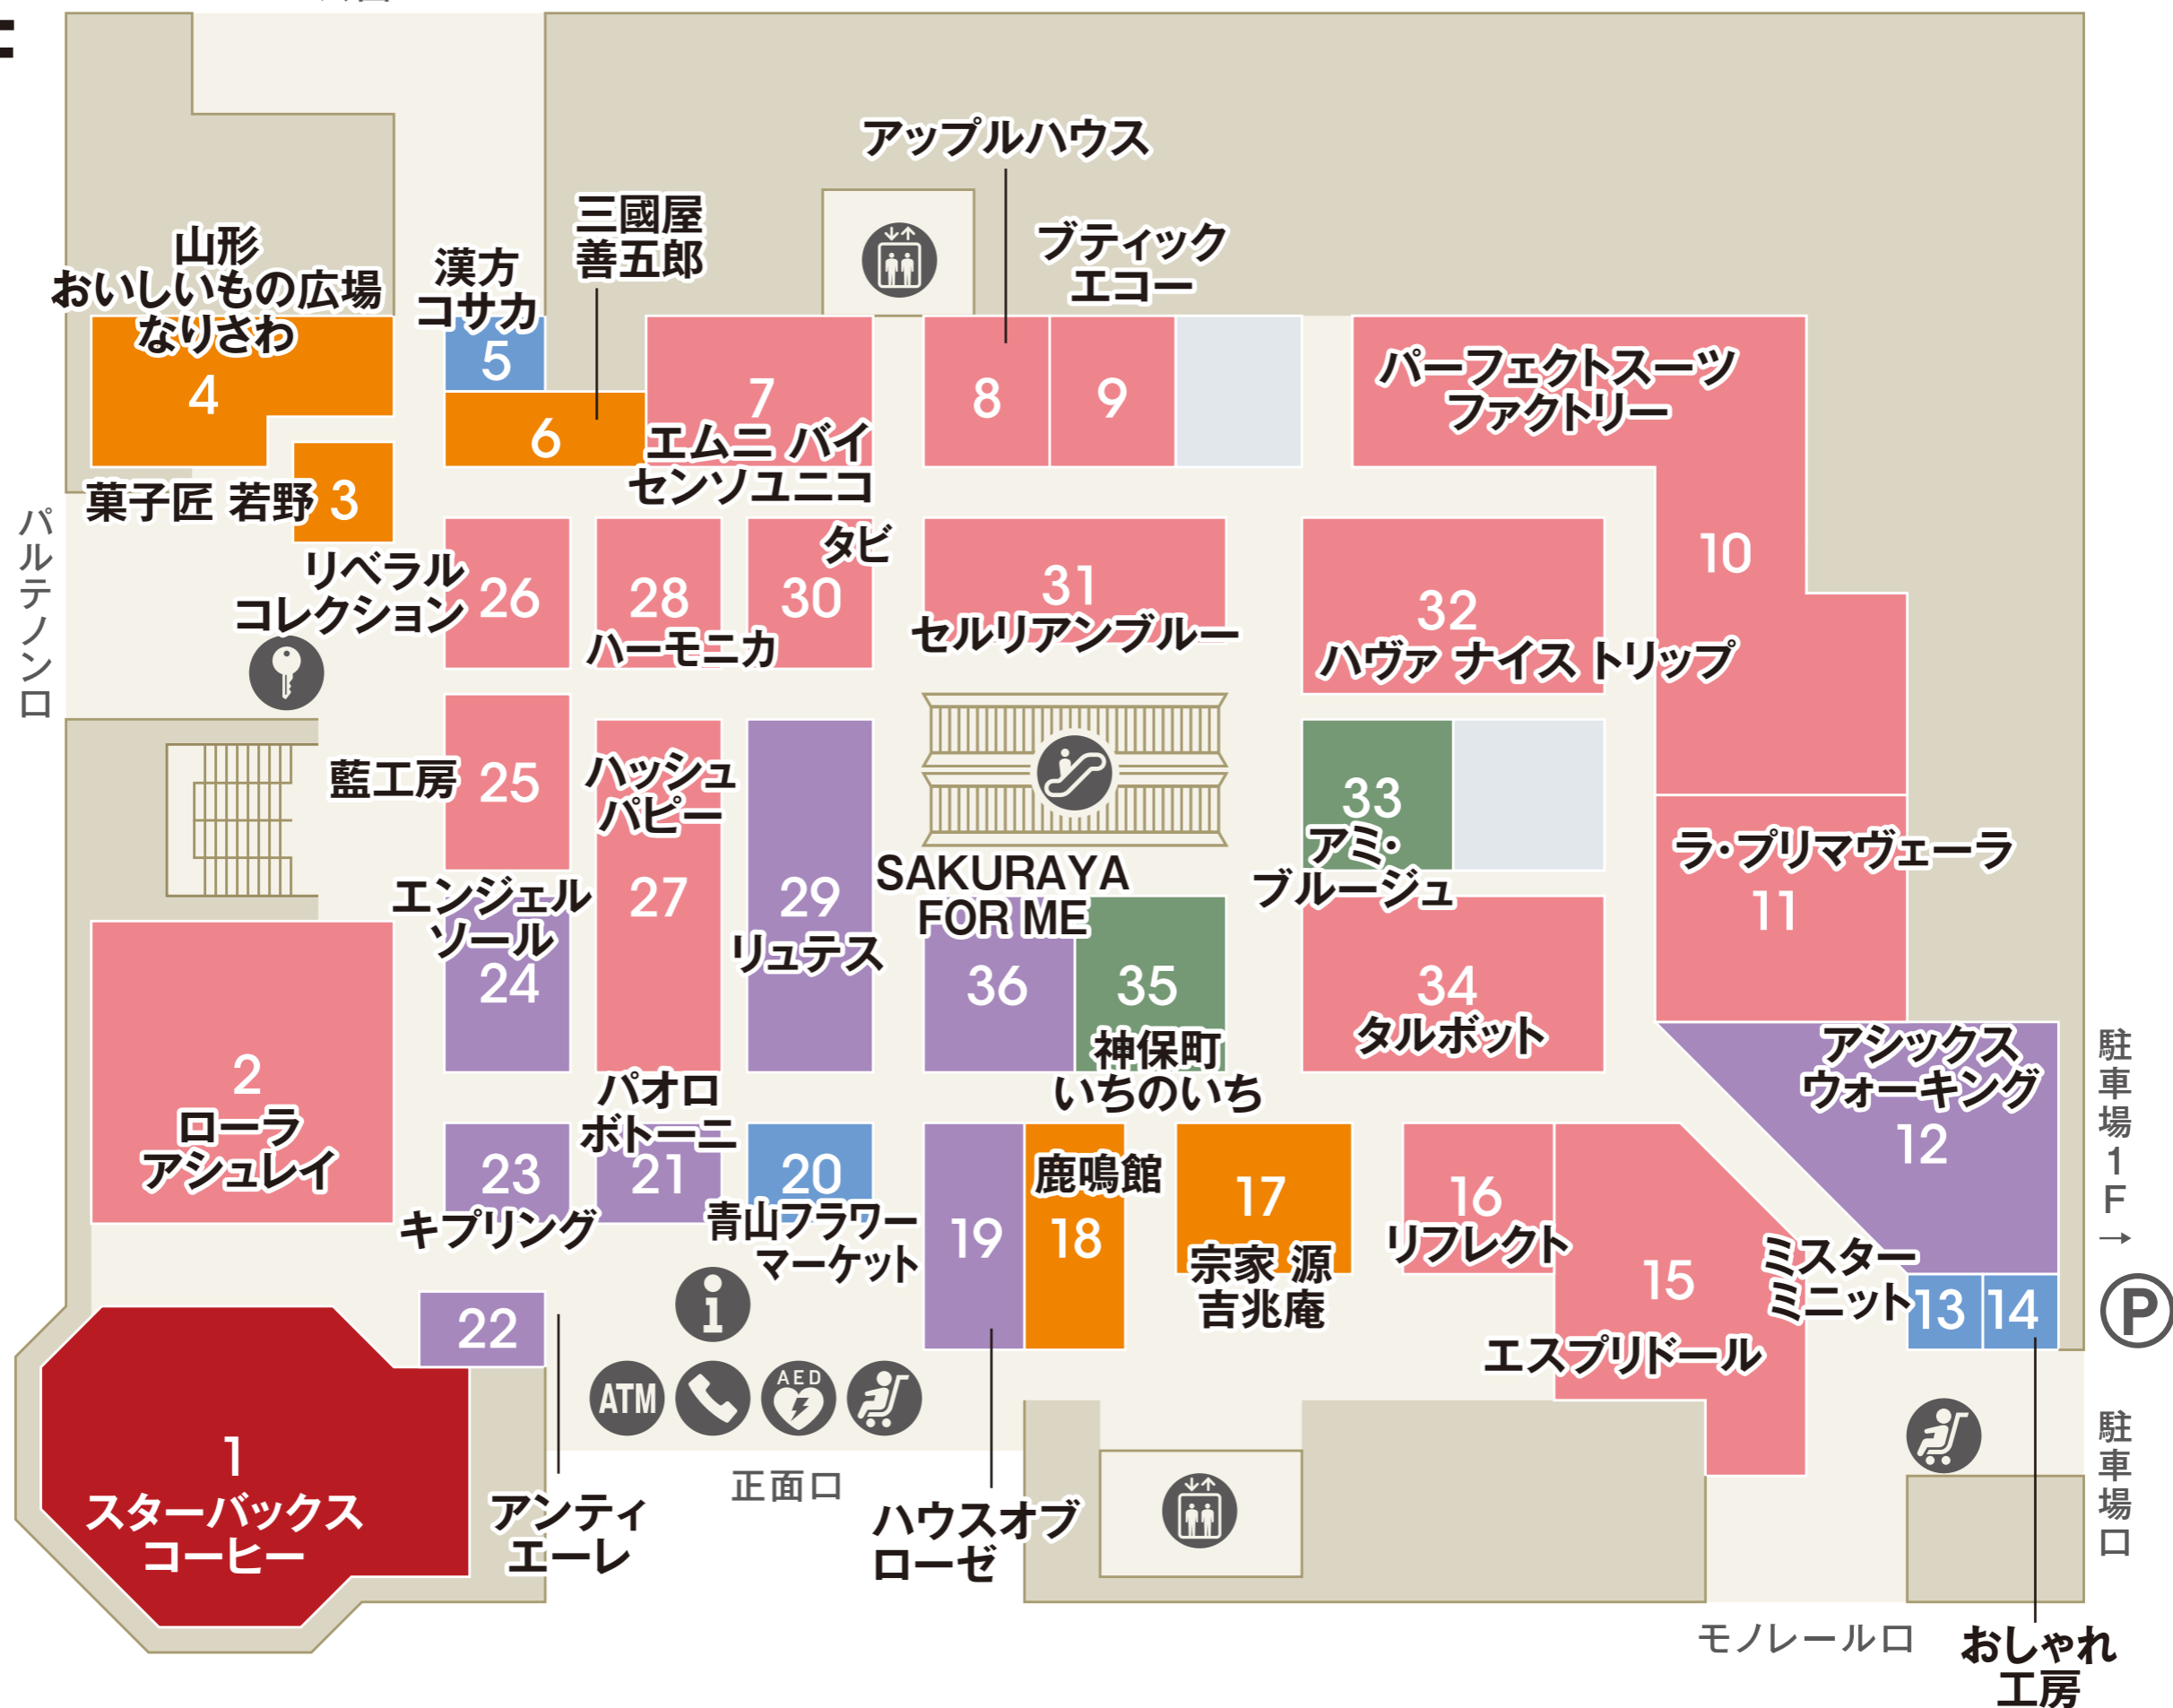 アップルハウス
三國屋
善五郎
ブティック
エコー
山形
おいしいもの広場
なりさわ
4
漢方
コサカ
5
6
7
エムニ バイ
センソユニコ
8
9
パーフェクトスーツ
ファクトリー
10
菓子匠 若野
3
パルテノン口
リベラル
コレクション
26
28
ハーモニカ
タビ
30
31
セルリアンブルー
32
ハヴァ ナイス トリップ
藍工房
25
ハッシュ
パピー
27
29
リュテス
33
アミ・
ブルージュ
ラ・プリマヴェーラ
11
エンジェル
ソール
24
SAKURAYA
FOR ME
36
35
神保町
いちのいち
34
タルボット
2
ローラ
アシュレイ
アシックス
ウォーキング
12
駐車場1F→
パオロ
ボトーニ
23
キプリング
21
20
青山フラワー
マーケット
19
鹿鳴館
18
17
宗家 源
吉兆庵
16
リフレクト
15
エスプリドール
ミスター
ミニット
13
14
P
22
i
ATM
AED
1
スターバックス
コーヒー
アンティ
エーレ
正面口
ハウスオブ
ローゼ
駐車場口
モノレール口
おしゃれ
工房